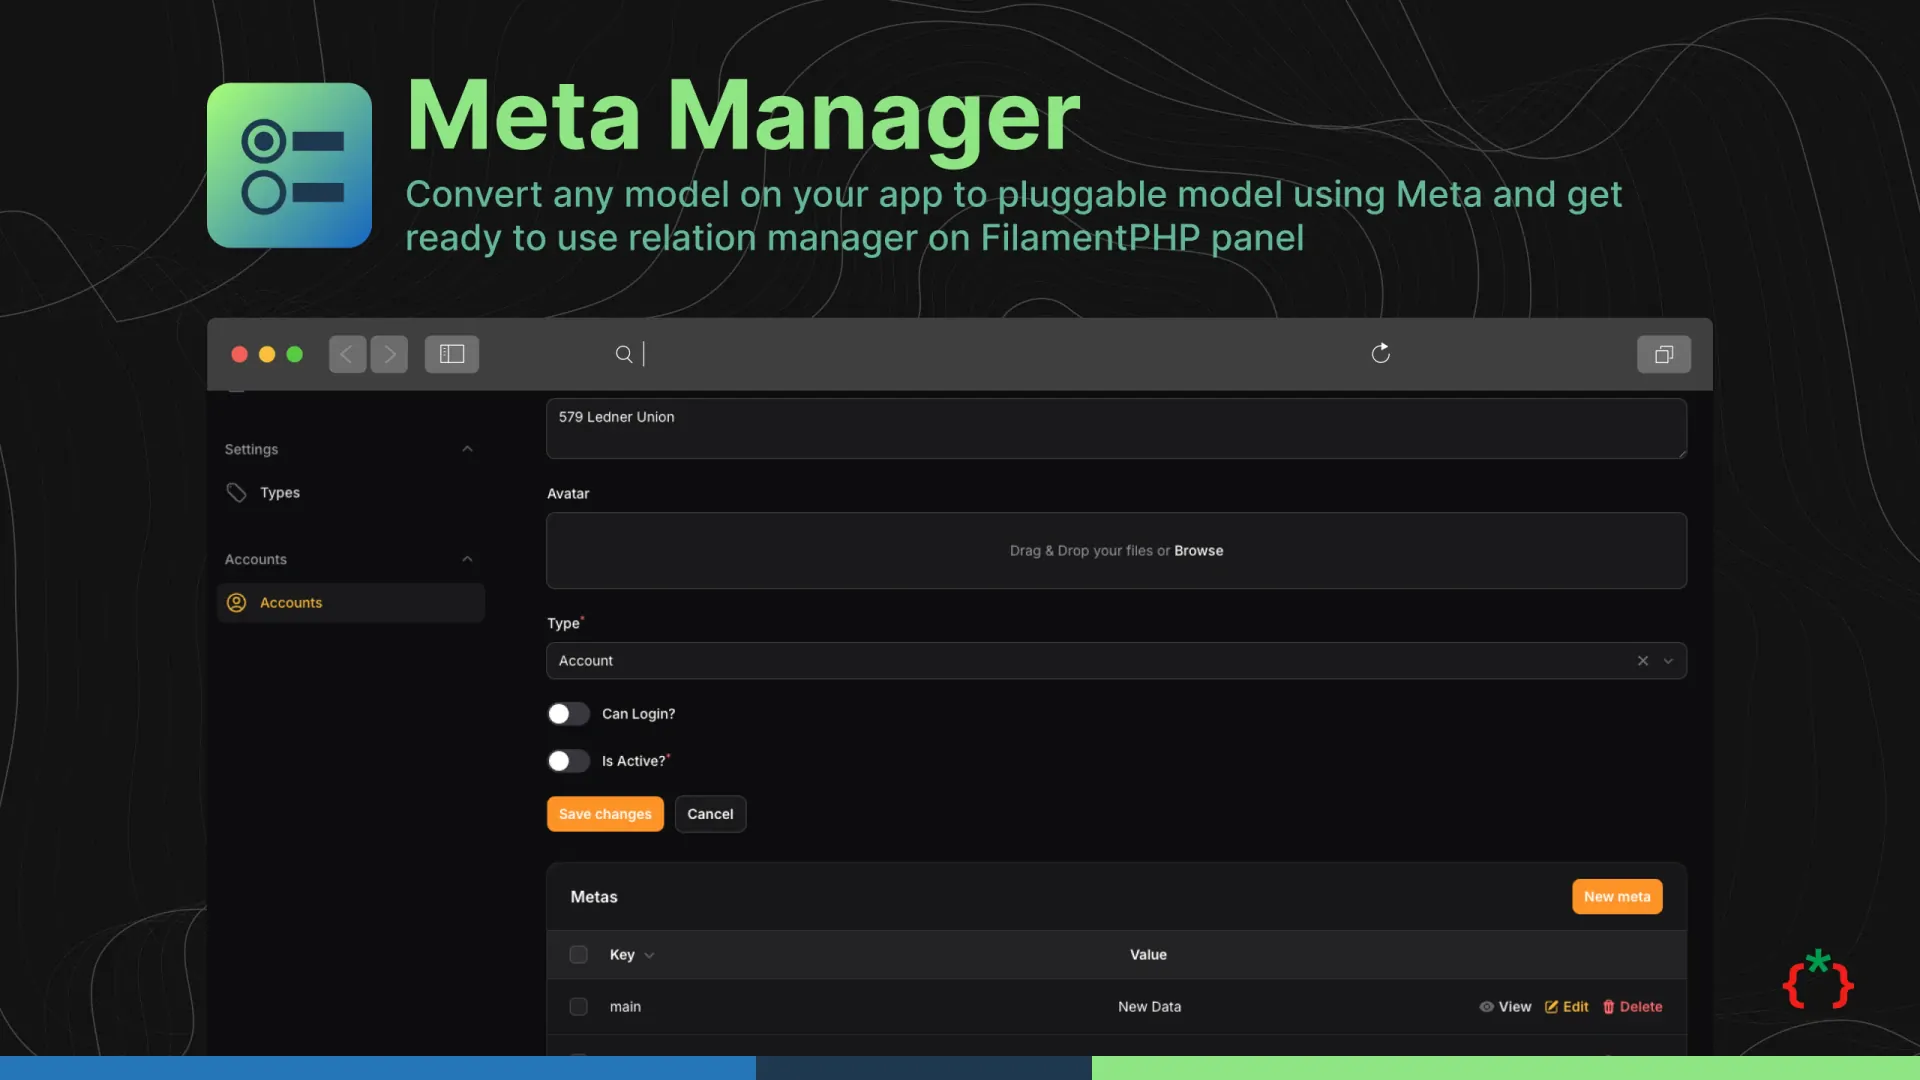 Meta Manager
Convert any model on your app to pluggable model using Meta and get
ready to use relation manager on FilamentPHP panel
Settings
Types
Accounts
Accounts
579 Ledner Union
Avatar
Drag & Drop your files or Browse
Type*
Account
Can Login?
Is Active?*
Save changes
Cancel
Metas
New meta
Key
Value
main
New Data
View
Edit
Delete
{*}